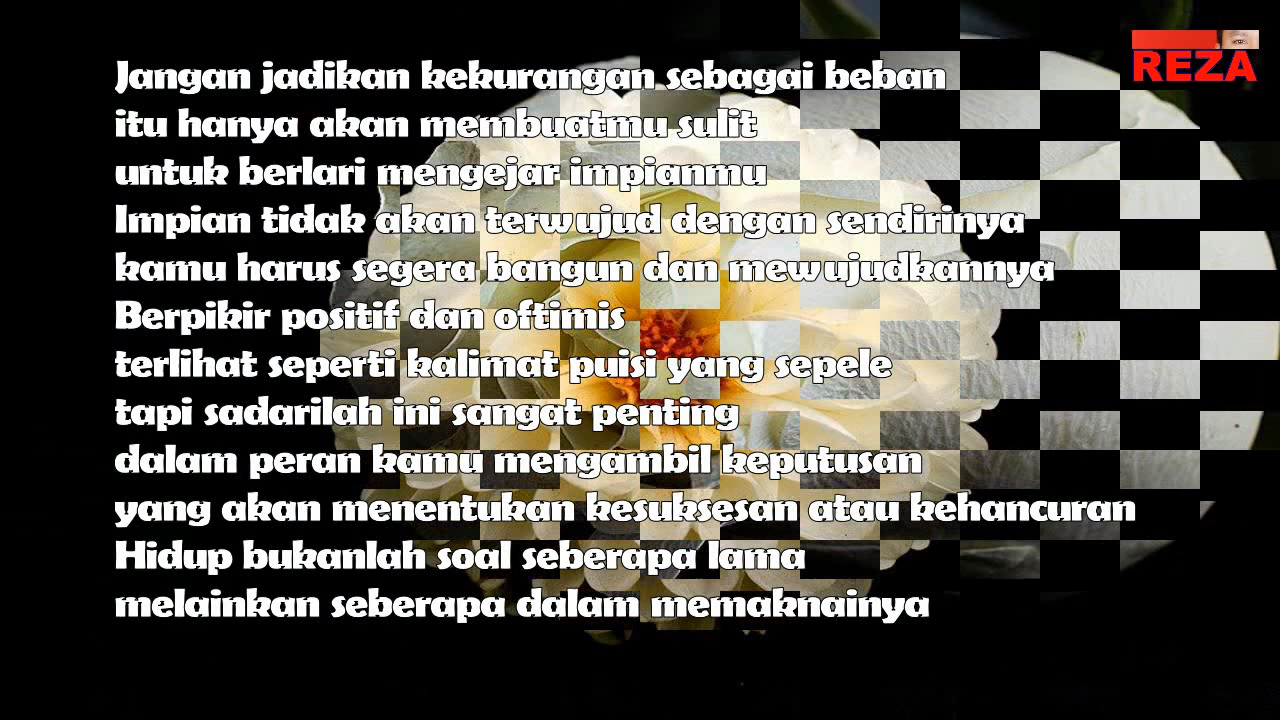 REZA
Jangan jadikan kekurangan sebagai beban
itu hanya akan membuatmu sulit
untuk berlari mengejar impianmu
Impian tidak akan terwujud dengan sendirinya
kamu harus segera bangun dan mewujudkannya
Berpikir positif dan oftimis
terlihat seperti kalimat puisi yang sepele
tapi sadarilah ini sangat penting
dalam peran kamu mengambil keputusan
yang akan menentukan kesuksesan atau kehancuran
Hidup bukanlah soal seberapa lama
melainkan seberapa dalam memaknainya